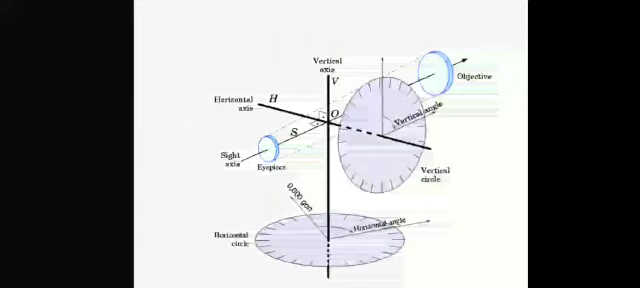 Vertical
axis
V
Objective
Horizontal
axis
H
O
Vertical angle
S
Sight
axis
Eyepiece
Vertical
circle
0,000 gon
Horizontal angle
Horizontal
circle